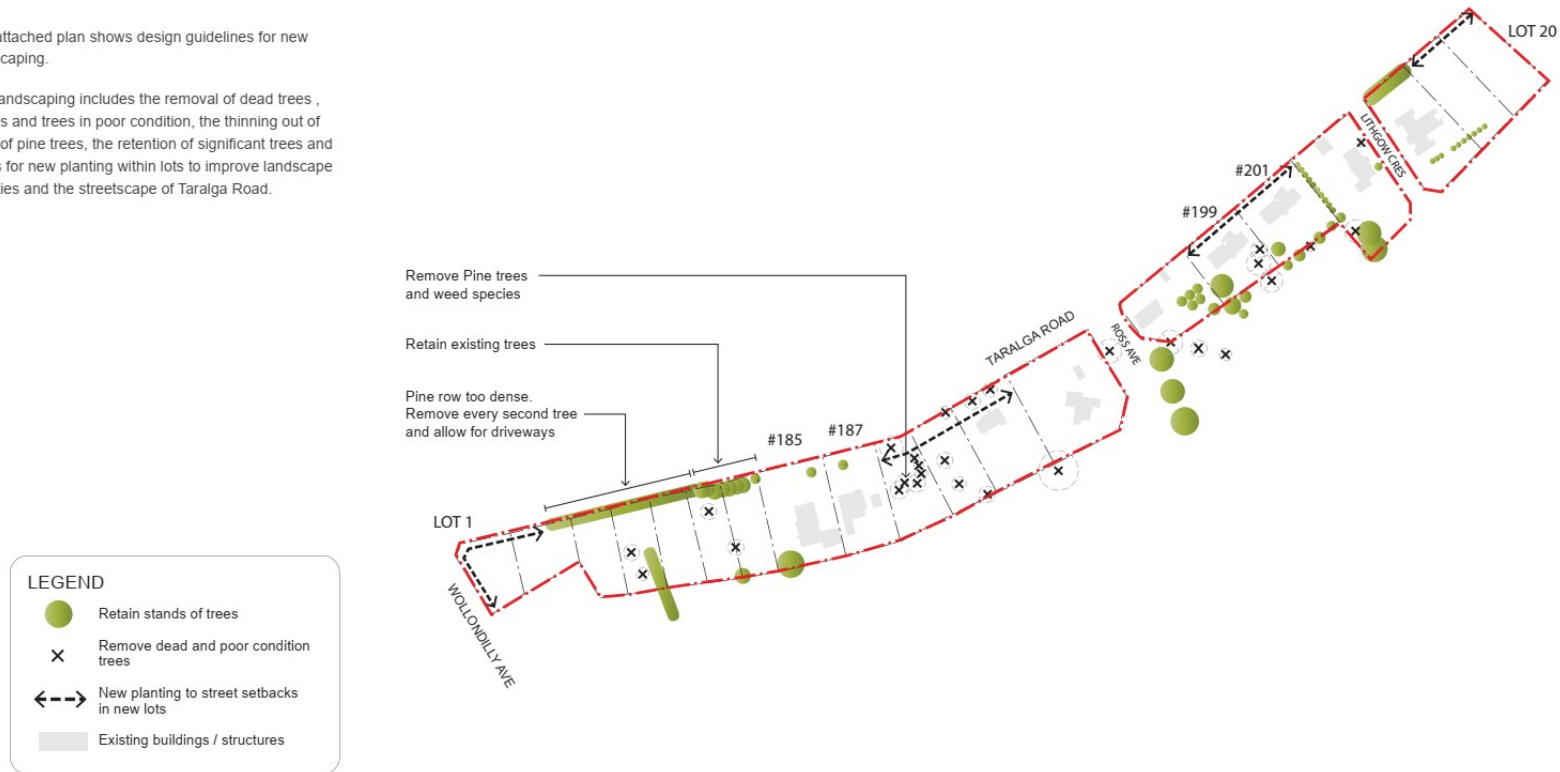 attached plan shows design guidelines for new
caping.
andscaping includes the removal of dead trees ,
s and trees in poor condition, the thinning out of
of pine trees, the retention of significant trees and
s for new planting within lots to improve landscape
ties and the streetscape of Taralga Road.
LOT 20
LITHGOW CRES
#201
#199
Remove Pine trees
and weed species
TARALGA ROAD
ROSS AVE
Retain existing trees
Pine row too dense.
Remove every second tree
and allow for driveways
#185
#187
LOT 1
WOLLONDILLY AVE
LEGEND
Retain stands of trees
Remove dead and poor condition
trees
New planting to street setbacks
in new lots
Existing buildings / structures